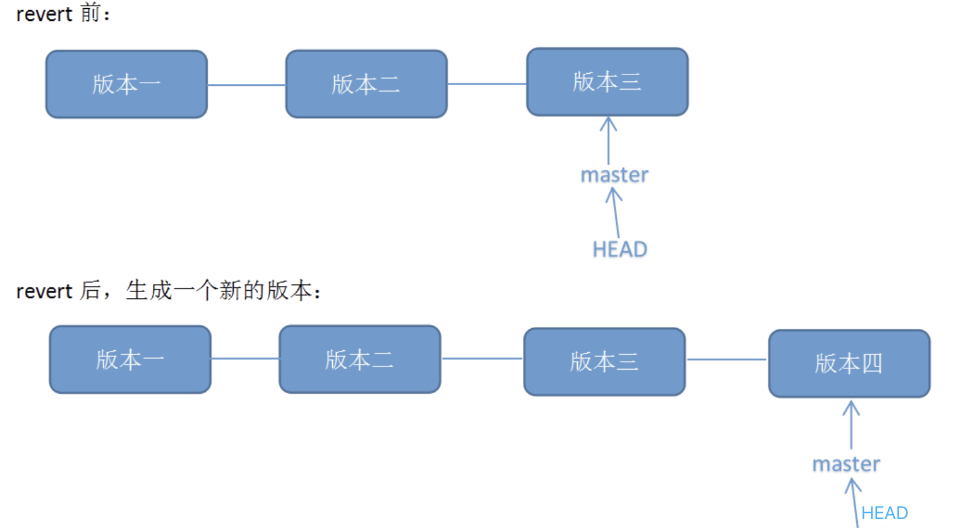 revert 前：
版本一
版本二
版本三
master
HEAD
revert 后，生成一个新的版本：
版本一
版本二
版本三
版本四
master
HEAD